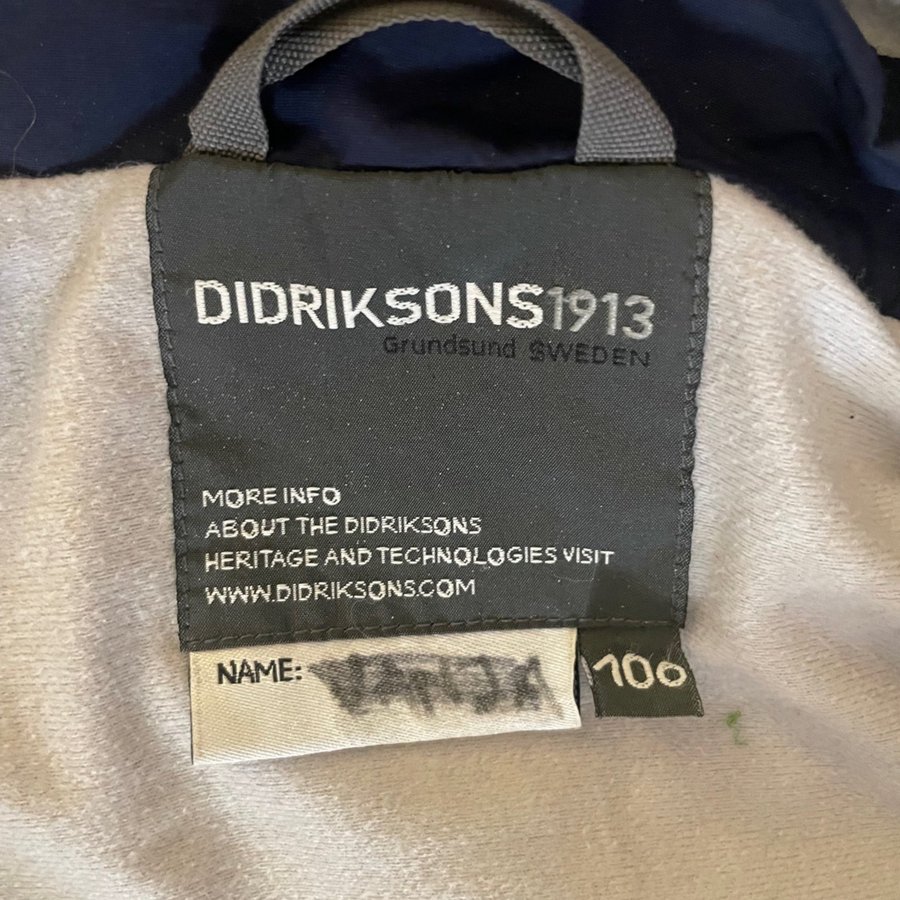 DIDRIKSONS1913
Grundsund SWEDEN
MORE INFO
ABOUT THE DIDRIKSONS
HERITAGE AND TECHNOLOGIES VISIT
WWW.DIDRIKSONS.COM
NAME:
100